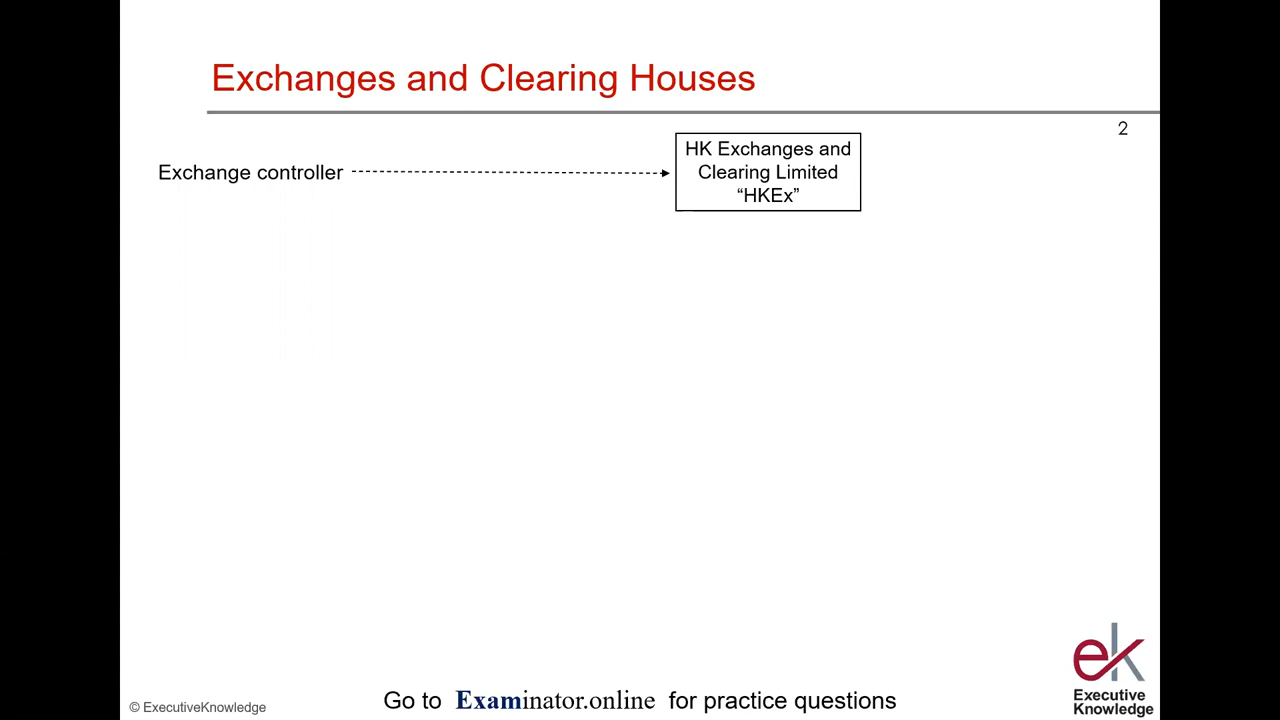 Exchanges and Clearing Houses
2
Exchange controller
HK Exchanges and
Clearing Limited
“HKEx”
ek
Executive
Knowledge
© ExecutiveKnowledge
Go to Examinator.online for practice questions